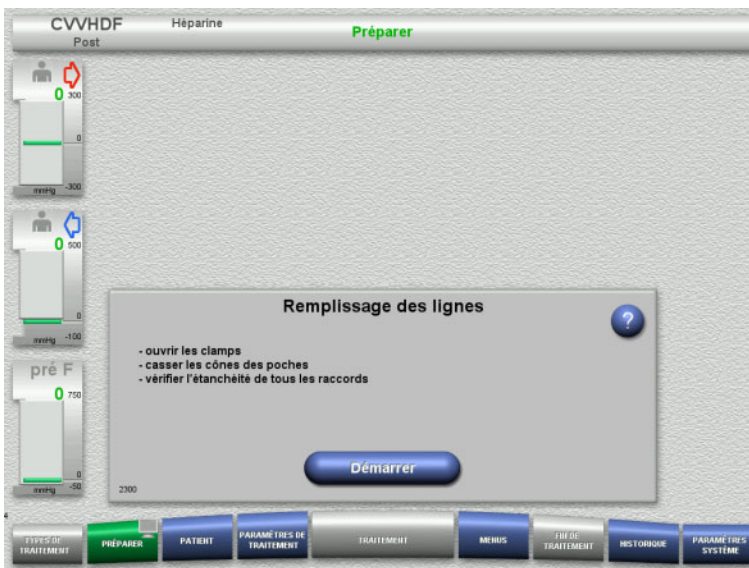 CVVHDF
Post
Héparine
Préparer
0
300
0
-300
mmHg
0
500
0
-100
mmHg
pré F
0
750
0
-50
mmHg
Remplissage des lignes
?
- ouvrir les clamps
- casser les cônes des poches
- vérifier l'étanchéité de tous les raccords
Démarrer
2300
4
TYPES DE TRAITEMENT
PRÉPARER
PATIENT
PARAMÈTRES DE TRAITEMENT
TRAITEMENT
MENUS
FIN DE TRAITEMENT
HISTORIQUE
PARAMÈTRES SYSTÈME